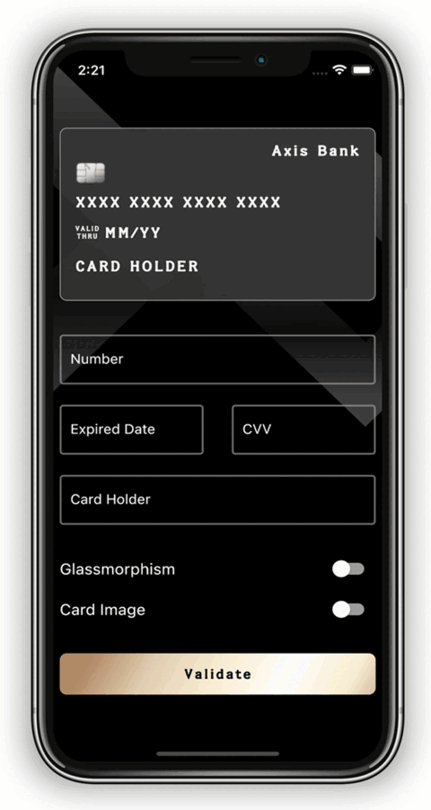 2:21
Axis Bank
XXXX XXXX XXXX XXXX
VALID
THRU MM/YY
CARD HOLDER
Number
Expired Date CVV
Card Holder
Glassmorphism
Card Image
Validate